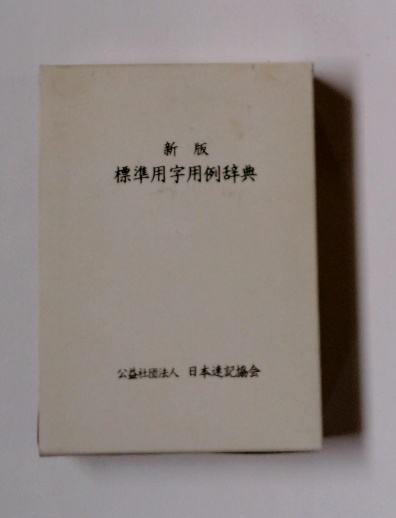 新版
標準用字用例辞典
公益社団法人 日本速記協会